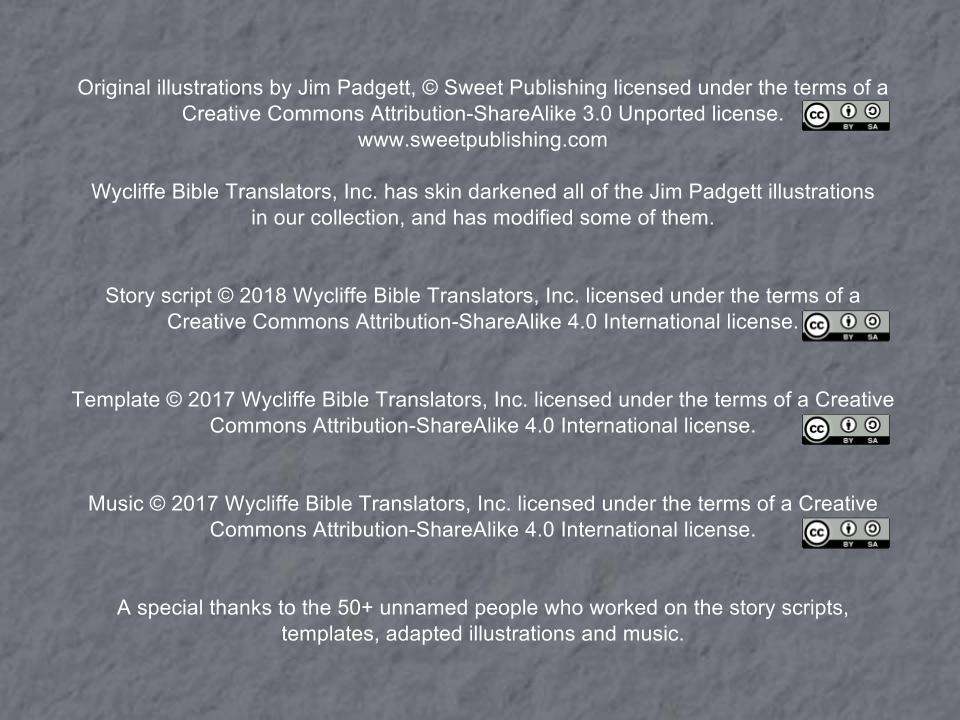 Original illustrations by Jim Padgett, © Sweet Publishing licensed under the terms of a
Creative Commons Attribution-ShareAlike 3.0 Unported license.
cc BY SA
www.sweetpublishing.com
Wycliffe Bible Translators, Inc. has skin darkened all of the Jim Padgett illustrations
in our collection, and has modified some of them.
Story script © 2018 Wycliffe Bible Translators, Inc. licensed under the terms of a
Creative Commons Attribution-ShareAlike 4.0 International license.
cc BY SA
Template © 2017 Wycliffe Bible Translators, Inc. licensed under the terms of a Creative
Commons Attribution-ShareAlike 4.0 International license.
cc BY SA
Music © 2017 Wycliffe Bible Translators, Inc. licensed under the terms of a Creative
Commons Attribution-ShareAlike 4.0 International license.
cc BY SA
A special thanks to the 50+ unnamed people who worked on the story scripts,
templates, adapted illustrations and music.